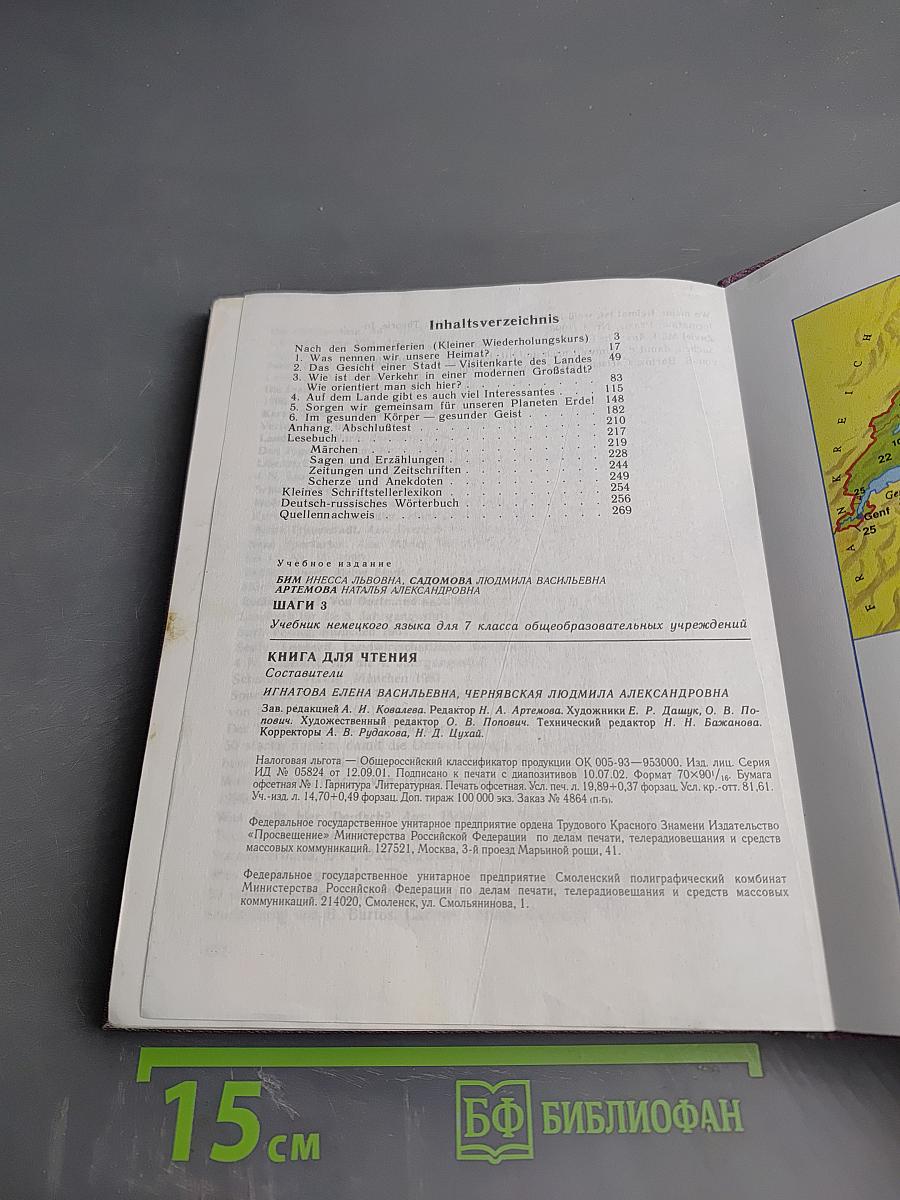 Inhaltsverzeichnis
Nach den Sommerferien (Kleiner Wiederholungskurs) 3
1. Was nennen wir unsere Heimat? . . . . . . . 17
2. Das Gesicht einer Stadt — Visitenkarte des Landes 49
3. Wie ist der Verkehr in einer modernen Großstadt?
Wie orientiert man sich hier? . . . . . . . . 83
4. Auf dem Lande gibt es auch viel Interessantes . . . 115
5. Sorgen wir gemeinsam für unseren Planeten Erde! 148
6. Im gesunden Körper — gesunder Geist . . . . . 182
Anhang. Abschlußtest . . . . . . . . . . 210
Lesebuch . . . . . . . . . . . . . . 217
Märchen . . . . . . . . . . . . . 219
Sagen und Erzählungen . . . . . . . . . 228
Zeitungen und Zeitschriften . . . . . . . . 244
Scherze und Anekdoten . . . . . . . . . 249
Kleines Schriftstellerlexikon . . . . . . . . . 254
Deutsch-russisches Wörterbuch . . . . . . . . 256
Quellennachweis . . . . . . . . . . . . 269
Учебное издание
БИМ ИНЕССА ЛЬВОВНА, САДОМОВА ЛЮДМИЛА ВАСИЛЬЕВНА
АРТЕМОВА НАТАЛЬЯ АЛЕКСАНДРОВНА
ШАГИ 3
Учебник немецкого языка для 7 класса общеобразовательных учреждений
КНИГА ДЛЯ ЧТЕНИЯ
Составители
ИГНАТОВА ЕЛЕНА ВАСИЛЬЕВНА, ЧЕРНЯВСКАЯ ЛЮДМИЛА АЛЕКСАНДРОВНА
Зав. редакцией А. И. Ковалева. Редактор Н. А. Артемова. Художники Е. Р. Дащук, О. В. По-
пович. Художественный редактор О. В. Попович. Технический редактор Н. Н. Бажанова.
Корректоры А. В. Рудакова, Н. Д. Цухай.
Налоговая льгота — Общероссийский классификатор продукции ОК 005-93—953000. Изд. лиц. Серия
ИД № 05824 от 12.09.01. Подписано к печати с диапозитивов 10.07.02. Формат 70×90¹/₁₆. Бумага
офсетная № 1. Гарнитура Литературная. Печать офсетная. Усл. печ. л. 19,89+0,37 форзац. Усл. кр.-отт. 81,61.
Уч.-изд. л. 14,70+0,49 форзац. Доп. тираж 100 000 экз. Заказ № 4864 (п-гз).
Федеральное государственное унитарное предприятие ордена Трудового Красного Знамени Издательство
«Просвещение» Министерства Российской Федерации по делам печати, телерадиовещания и средств
массовых коммуникаций. 127521, Москва, 3-й проезд Марьиной рощи, 41.
Федеральное государственное унитарное предприятие Смоленский полиграфический комбинат
Министерства Российской Федерации по делам печати, телерадиовещания и средств массовых
коммуникаций. 214020, Смоленск, ул. Смольянинова, 1.
FRANKREICH
22
25
Genf
25
15 см
БФ БИБЛИОФАН